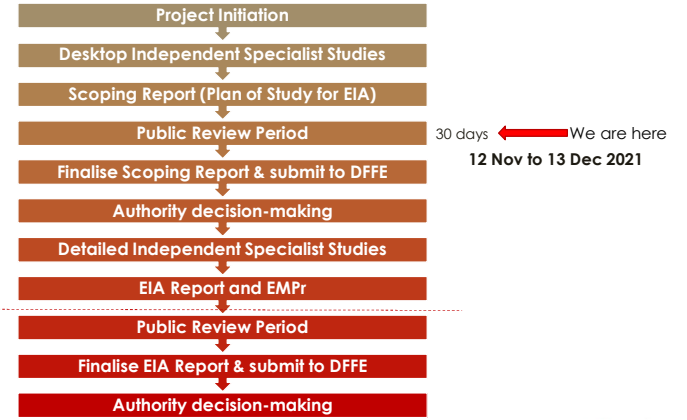 Project Initiation
Desktop Independent Specialist Studies
Scoping Report (Plan of Study for EIA)
Public Review Period
30 days
We are here
12 Nov to 13 Dec 2021
Finalise Scoping Report & submit to DFFE
Authority decision-making
Detailed Independent Specialist Studies
EIA Report and EMPr
Public Review Period
Finalise EIA Report & submit to DFFE
Authority decision-making